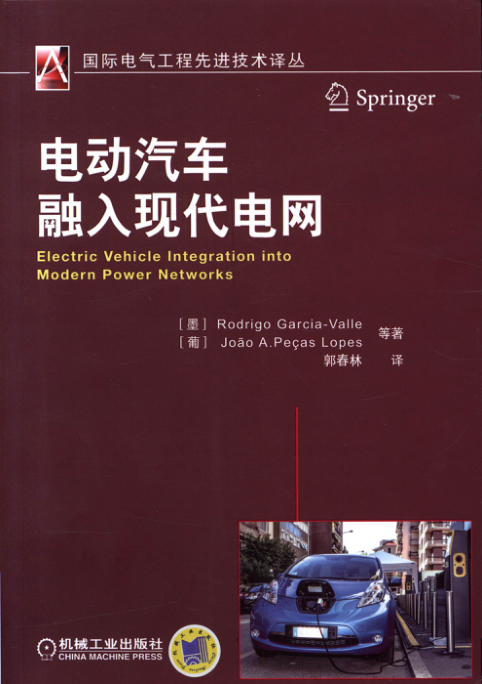 国际电气工程先进技术译丛
Springer
电动汽车
融入现代电网
Electric Vehicle Integration into
Modern Power Networks
［墨］ Rodrigo Garcia-Valle
［葡］ João A.Peças Lopes
等著
郭春林 译
机械工业出版社
CHINA MACHINE PRESS